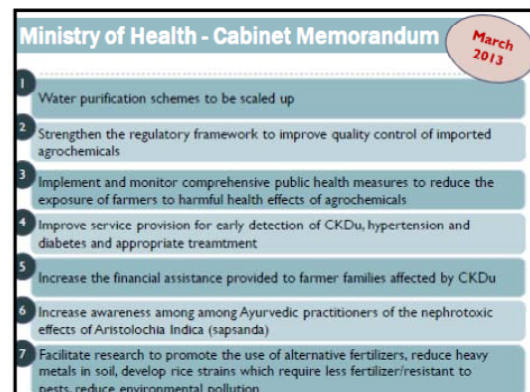 Ministry of Health - Cabinet Memorandum
March
2013
1
Water purification schemes to be scaled up
2
Strengthen the regulatory framework to improve quality control of imported
agrochemicals
3
Implement and monitor comprehensive public health measures to reduce the
exposure of farmers to harmful health effects of agrochemicals
4
Improve service provision for early detection of CKDu, hypertension and
diabetes and appropriate treamtment
5
Increase the financial assistance provided to farmer families affected by CKDu
6
Increase awareness among among Ayurvedic practitioners of the nephrotoxic
effects of Aristolochia Indica (sapsanda)
7
Facilitate research to promote the use of alternative fertilizers, reduce heavy
metals in soil, develop rice strains which require less fertilizer/resistant to
pests, reduce environmental pollution